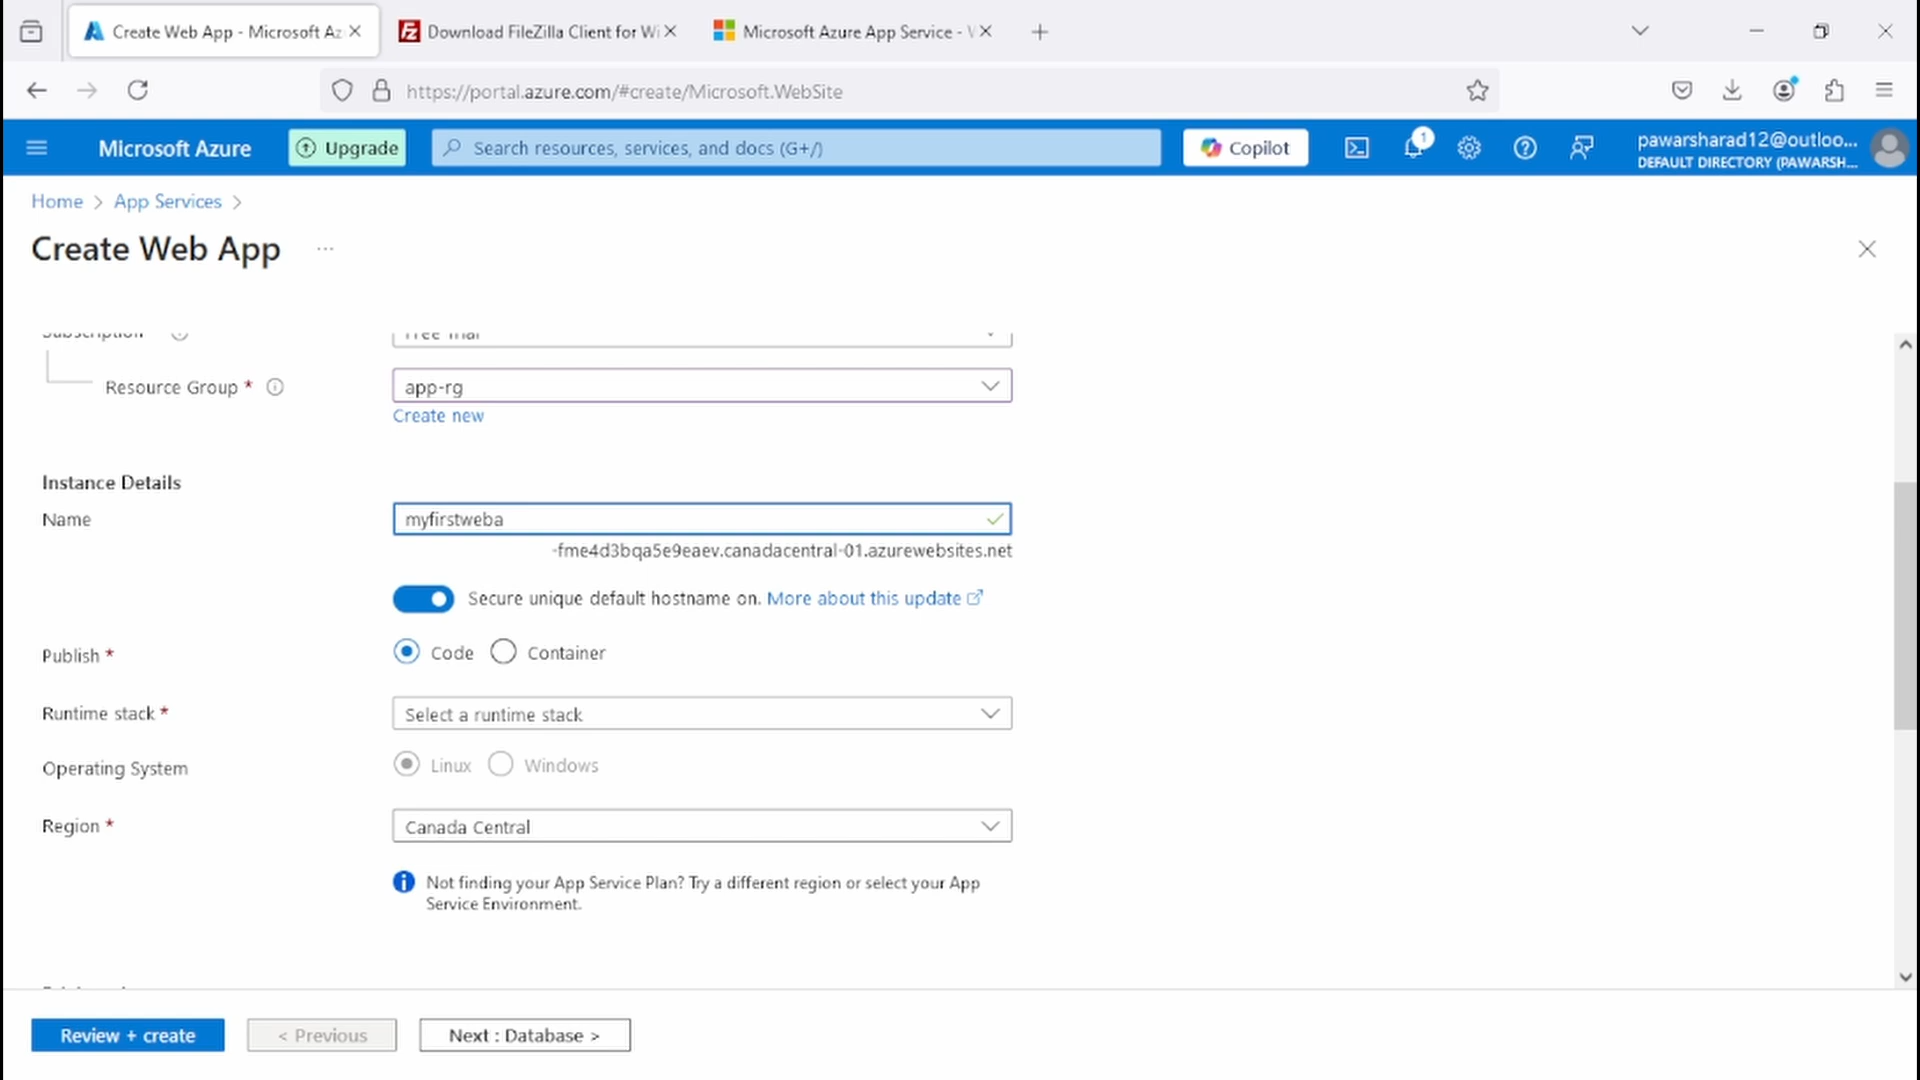 Create Web App - Microsoft Az
Download FileZilla Client for Wi
Microsoft Azure App Service -
https://portal.azure.com/#create/Microsoft.WebSite
Microsoft Azure
Upgrade
Search resources, services, and docs (G+/)
Copilot
1
pawarsharad12@outloo...
DEFAULT DIRECTORY (PAWARSH...
Home > App Services >
Create Web App
...
Subscription
Free Trial
Resource Group *
app-rg
Create new
Instance Details
Name
myfirstweba
-fme4d3bqa5e9eaev.canadacentral-01.azurewebsites.net
Secure unique default hostname on. More about this update
Publish *
Code
Container
Runtime stack *
Select a runtime stack
Operating System
Linux
Windows
Region *
Canada Central
Not finding your App Service Plan? Try a different region or select your App
Service Environment.
Review + create
< Previous
Next : Database >